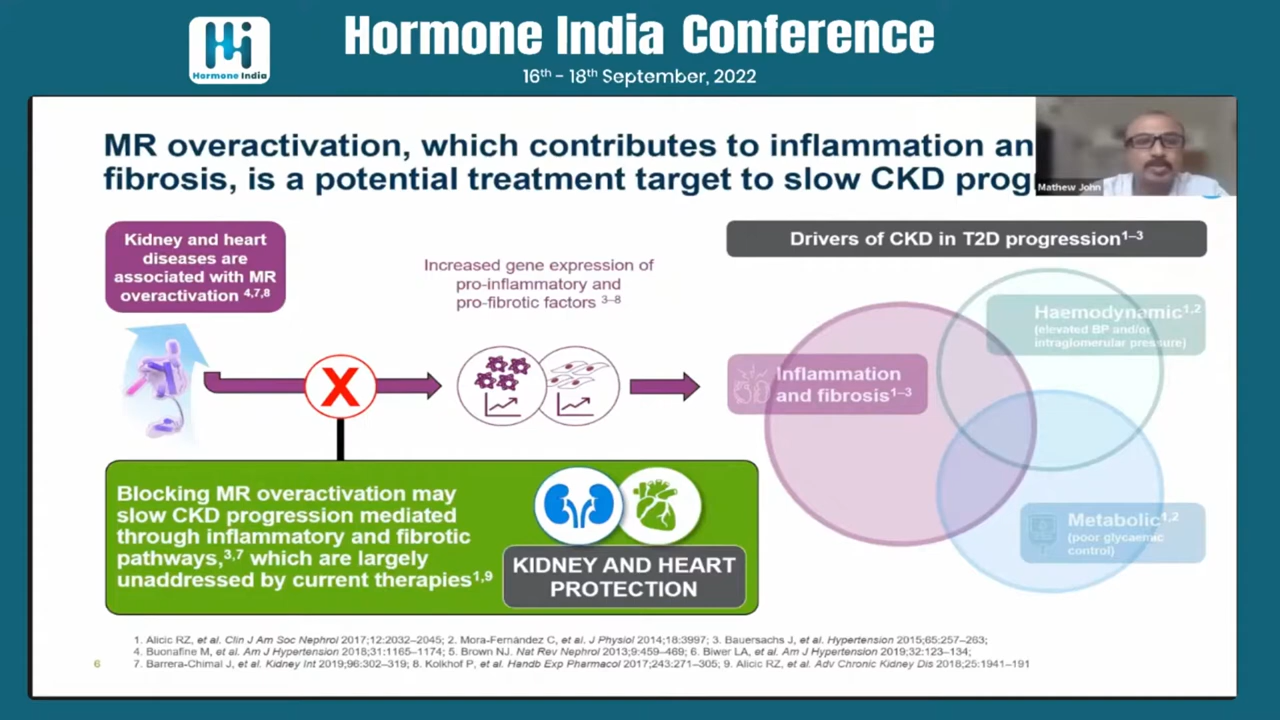 Hormone India
Hormone India Conference
16th - 18th September, 2022
MR overactivation, which contributes to inflammation an
fibrosis, is a potential treatment target to slow CKD prog
Mathew John
Kidney and heart
diseases are
associated with MR
overactivation 4,7,8
Increased gene expression of
pro-inflammatory and
pro-fibrotic factors 3–8
X
Drivers of CKD in T2D progression1–3
Haemodynamic1,2
(elevated BP and/or
intraglomerular pressure)
Inflammation
and fibrosis1–3
Metabolic1,2
(poor glycaemic
control)
Blocking MR overactivation may
slow CKD progression mediated
through inflammatory and fibrotic
pathways,3,7 which are largely
unaddressed by current therapies1,9
KIDNEY AND HEART
PROTECTION
1. Alicic RZ, et al. Clin J Am Soc Nephrol 2017;12:2032–2045; 2. Mora-Fernández C, et al. J Physiol 2014;18:3997; 3. Bauersachs J, et al. Hypertension 2015;65:257–263;
4. Buonafine M, et al. Am J Hypertension 2018;31:1165–1174; 5. Brown NJ. Nat Rev Nephrol 2013;9:459–469; 6. Biwer LA, et al. Am J Hypertension 2019;32:123–134;
7. Barrera-Chimal J, et al. Kidney Int 2019;96:302–319; 8. Kolkhof P, et al. Handb Exp Pharmacol 2017;243:271–305; 9. Alicic RZ, et al. Adv Chronic Kidney Dis 2018;25:1941–191
6